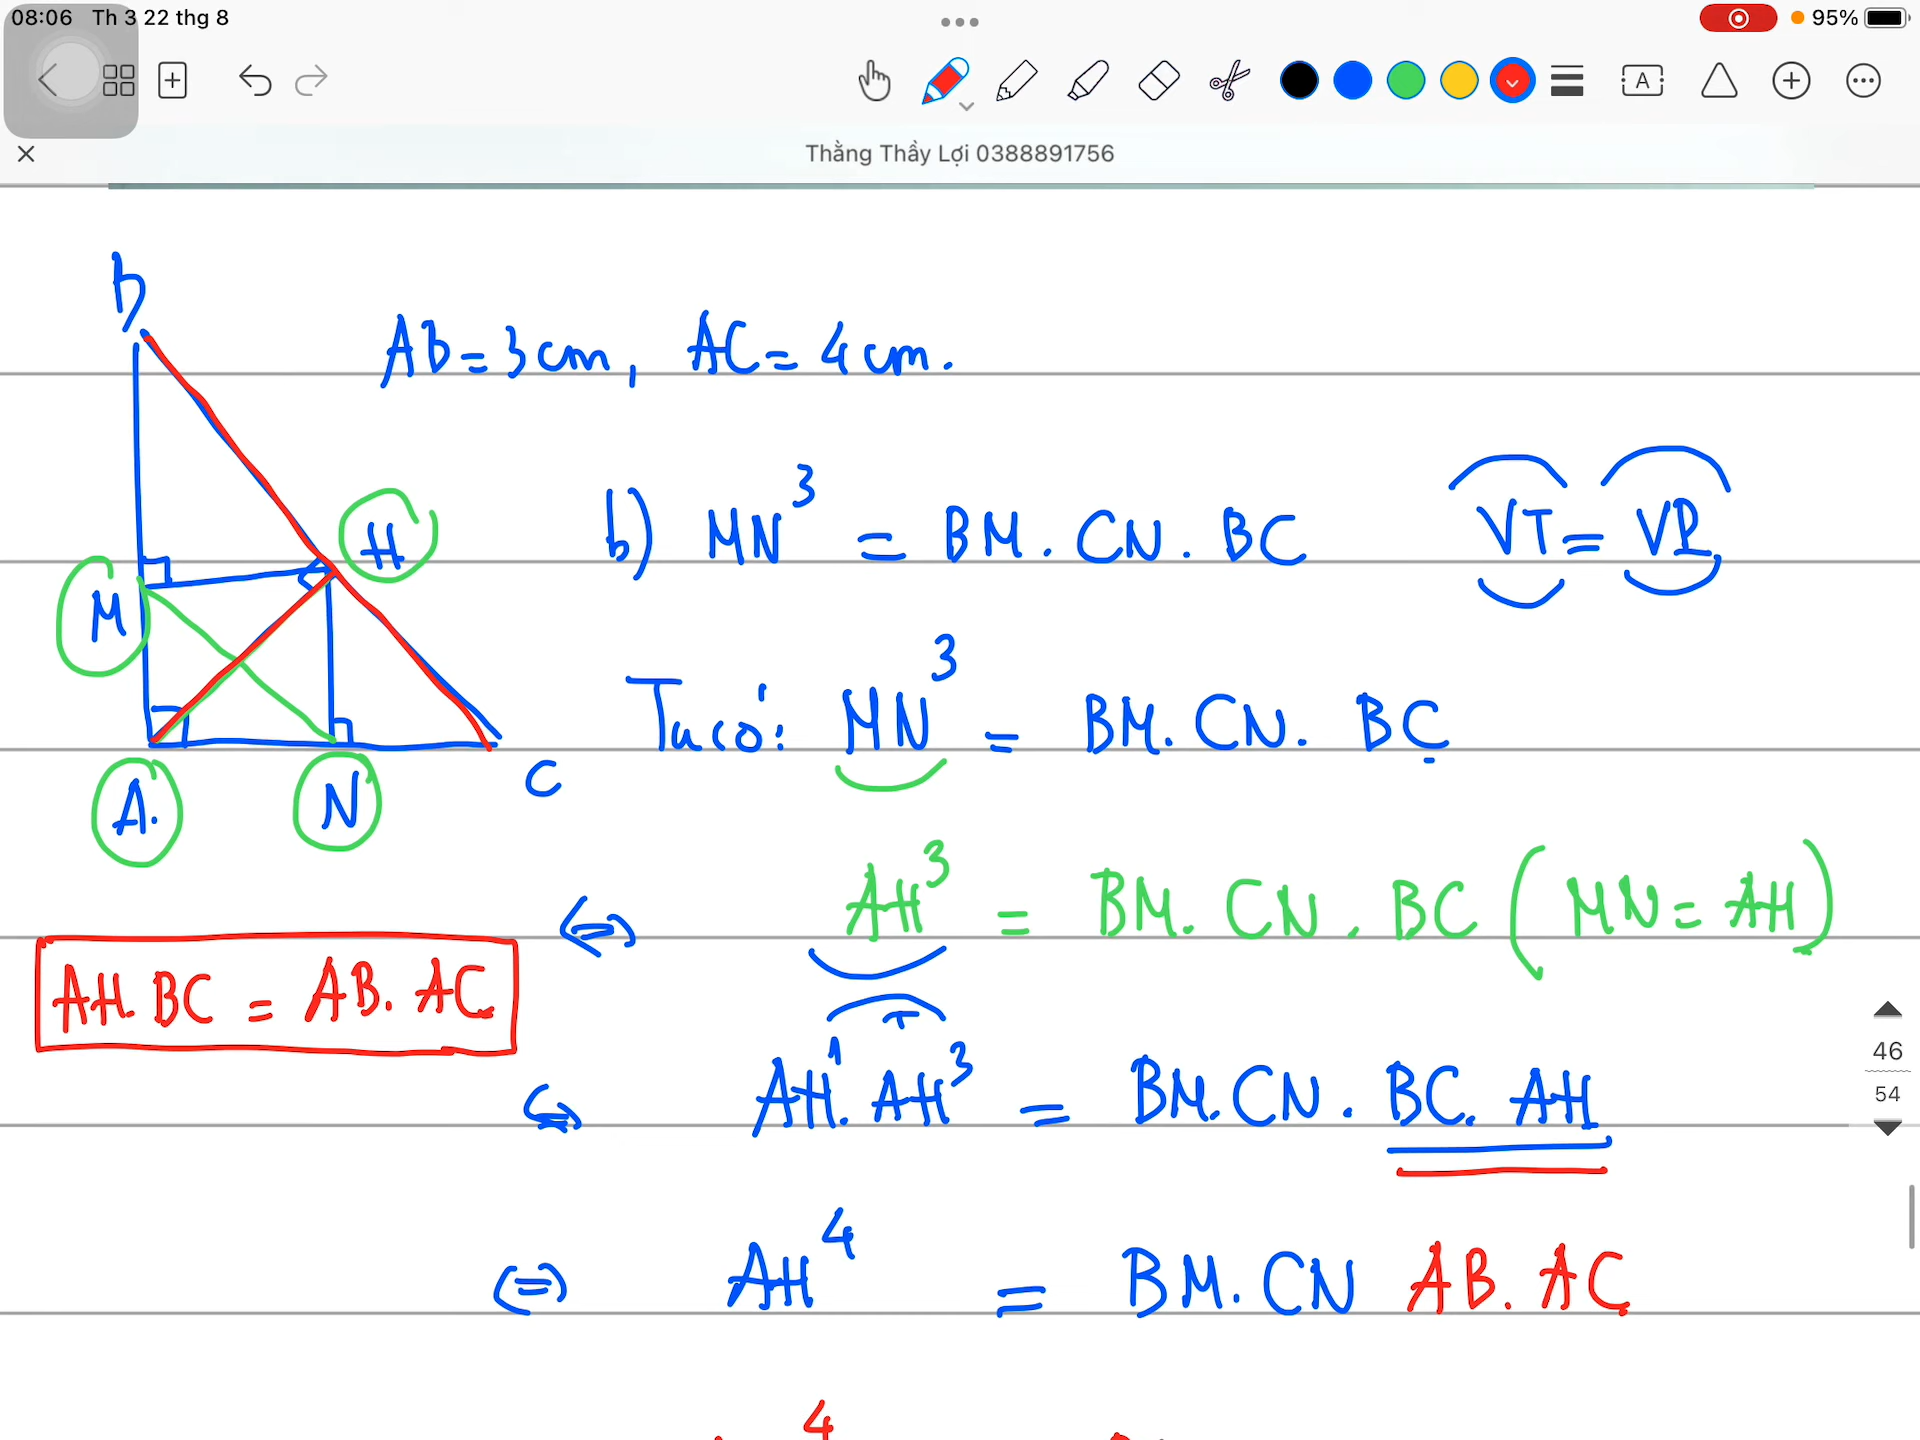 08:06 Th 3 22 thg 8
95%
A
Thằng Thầy Lợi 0388891756
B
AB = 3cm, AC = 4cm.
b) MN³ = BM. CN. BC
VT = VP
H
M
Ta có: MN³ = BM. CN. BC
A.
N
C
⇔ AH³ = BM. CN. BC (MN = AH)
AH. BC = AB. AC
⇔ AH¹. AH³ = BM. CN. BC. AH
46
54
⇔ AH⁴ = BM. CN AB. AC
4